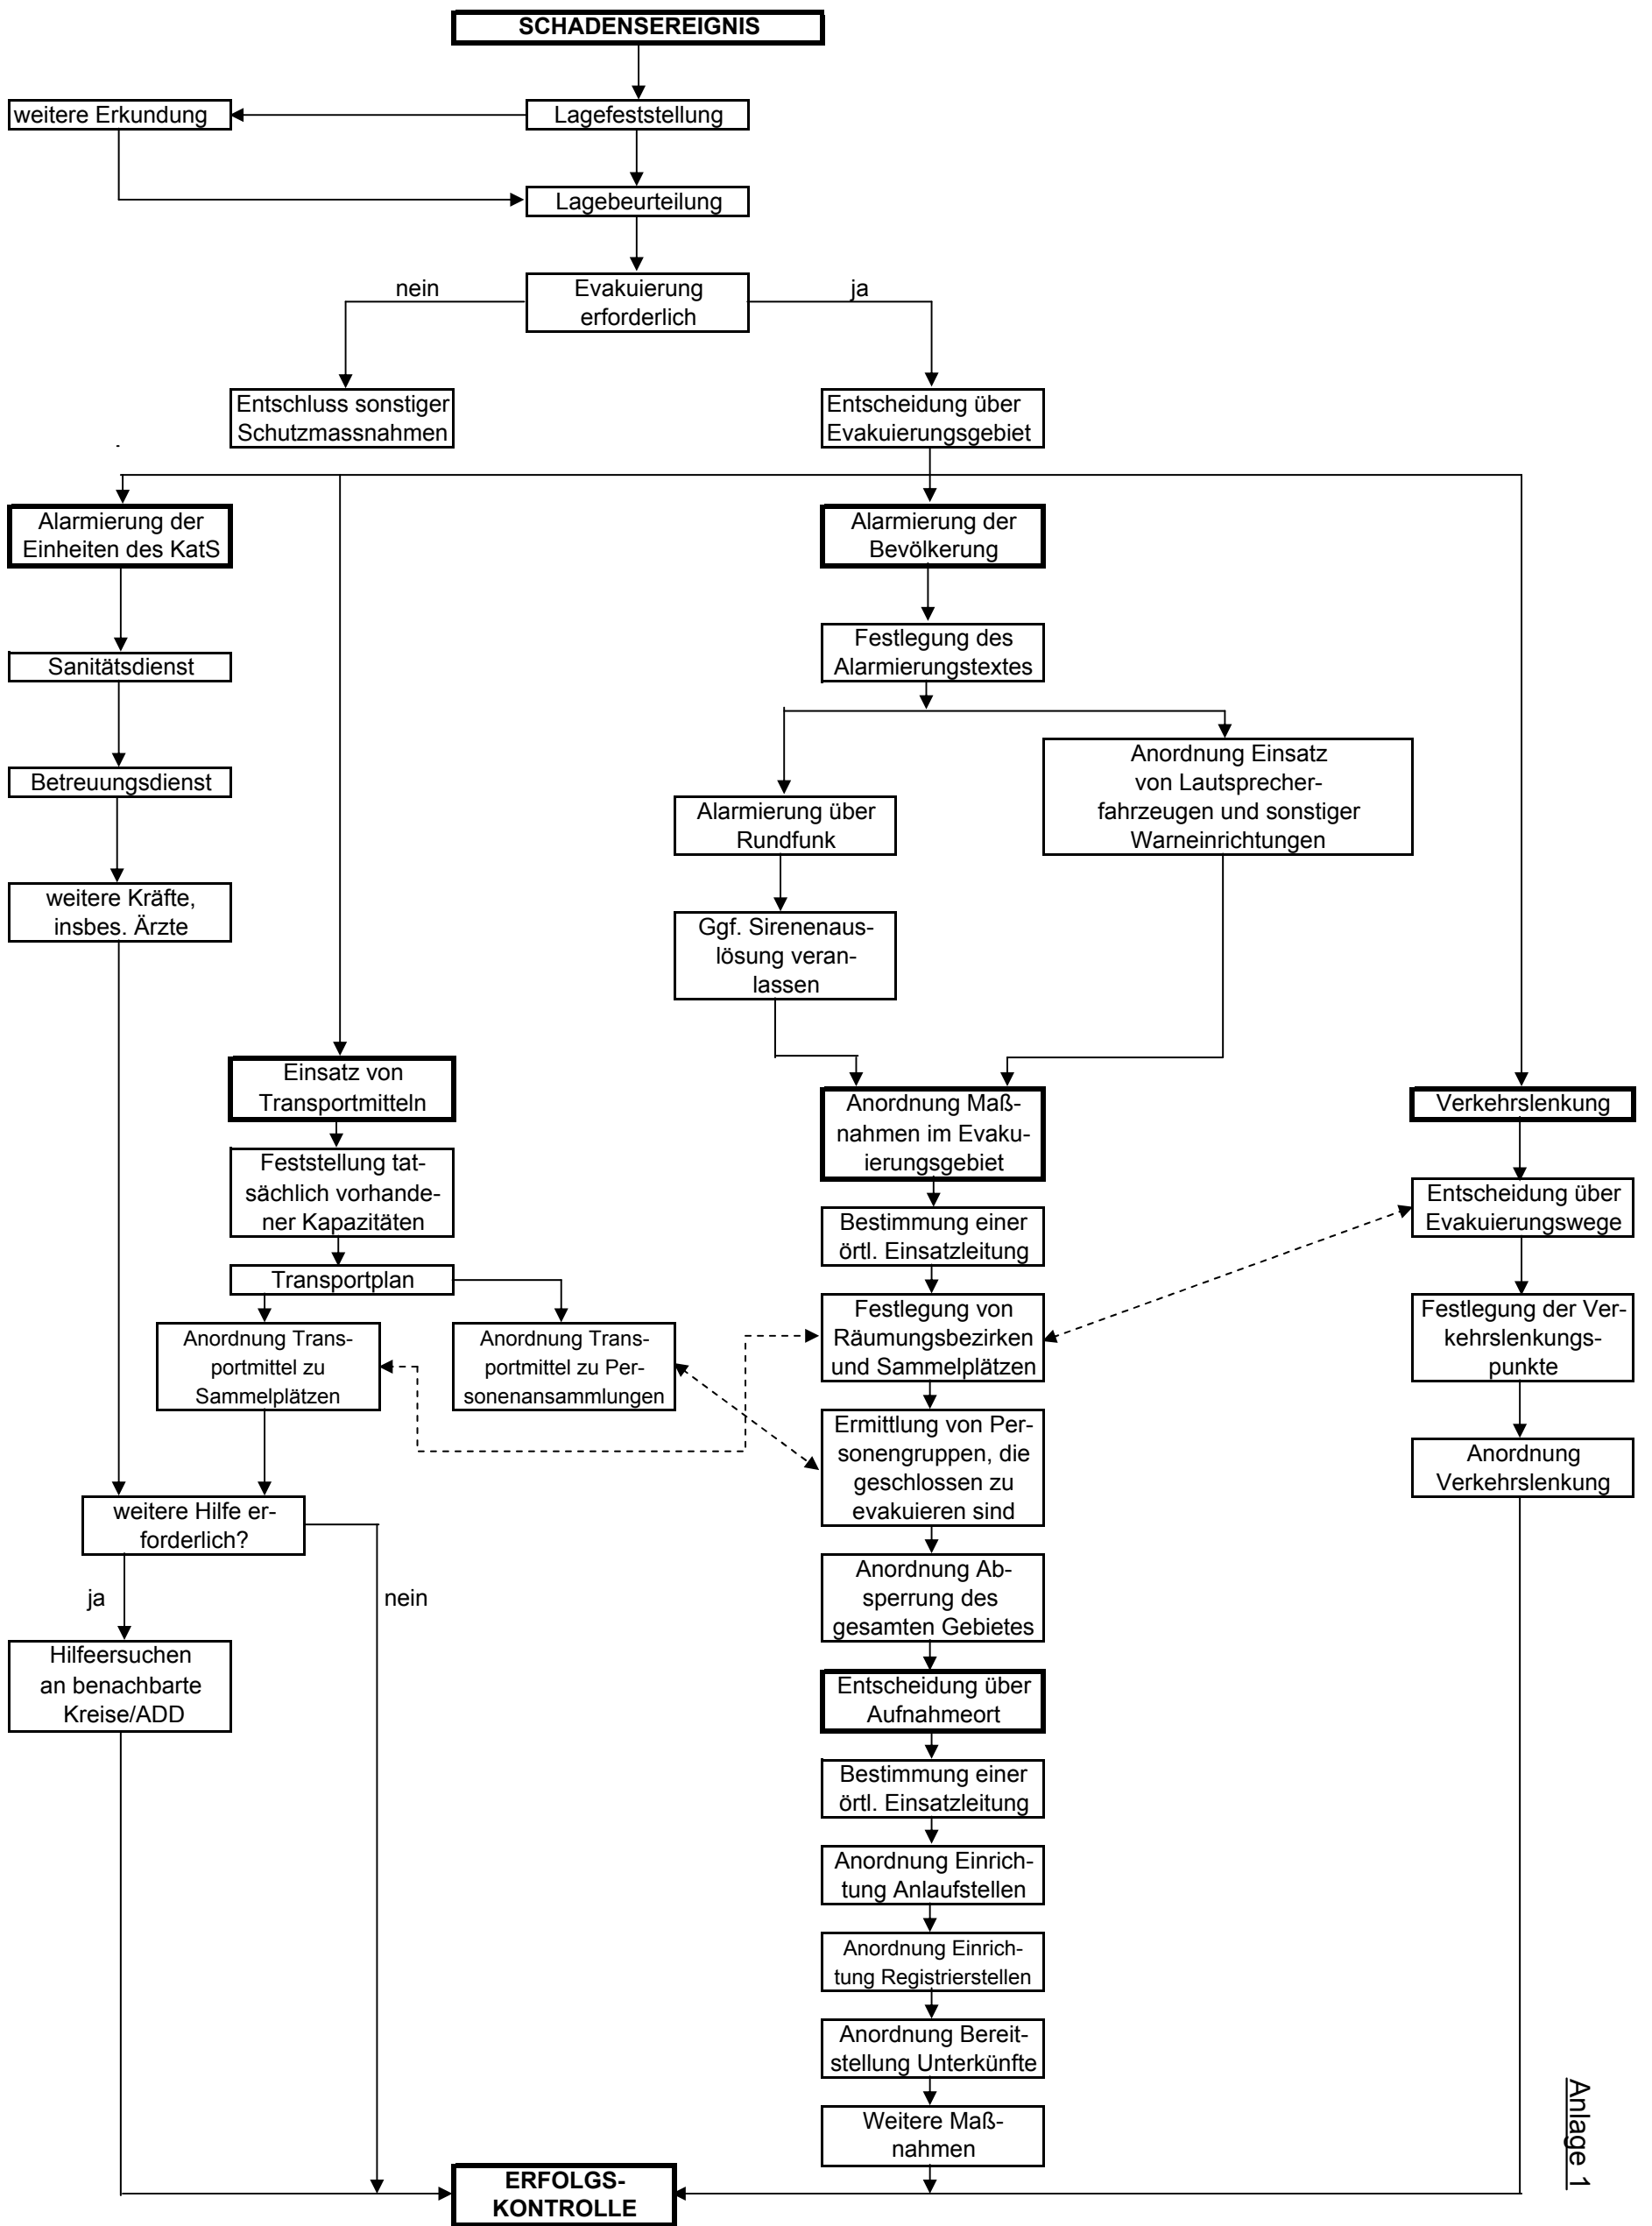 SCHADENSEREIGNIS
weitere Erkundung
Lagefeststellung
Lagebeurteilung
nein
Evakuierung
erforderlich
ja
Entschluss sonstiger
Schutzmassnahmen
Entscheidung über
Evakuierungsgebiet
Alarmierung der
Einheiten des KatS
Alarmierung der
Bevölkerung
Festlegung des
Alarmierungstextes
Sanitätsdienst
Betreuungsdienst
Anordnung Einsatz
von Lautsprecher-
fahrzeugen und sonstiger
Warneinrichtungen
Alarmierung über
Rundfunk
weitere Kräfte,
insbes. Ärzte
Ggf. Sirenenaus-
lösung veran-
lassen
Einsatz von
Transportmitteln
Anordnung Maß-
nahmen im Evaku-
ierungsgebiet
Verkehrslenkung
Feststellung tat-
sächlich vorhande-
ner Kapazitäten
Bestimmung einer
örtl. Einsatzleitung
Entscheidung über
Evakuierungswege
Transportplan
Anordnung Trans-
portmittel zu
Sammelplätzen
Anordnung Trans-
portmittel zu Per-
sonenansammlungen
Festlegung von
Räumungsbezirken
und Sammelplätzen
Festlegung der Ver-
kehrslenkungs-
punkte
Ermittlung von Per-
sonengruppen, die
geschlossen zu
evakuieren sind
Anordnung
Verkehrslenkung
weitere Hilfe er-
forderlich?
ja
nein
Anordnung Ab-
sperrung des
gesamten Gebietes
Hilfeersuchen
an benachbarte
Kreise/ADD
Entscheidung über
Aufnahmeort
Bestimmung einer
örtl. Einsatzleitung
Anordnung Einrich-
tung Anlaufstellen
Anordnung Einrich-
tung Registrierstellen
Anordnung Bereit-
stellung Unterkünfte
Weitere Maß-
nahmen
ERFOLGS-
KONTROLLE
Anlage 1